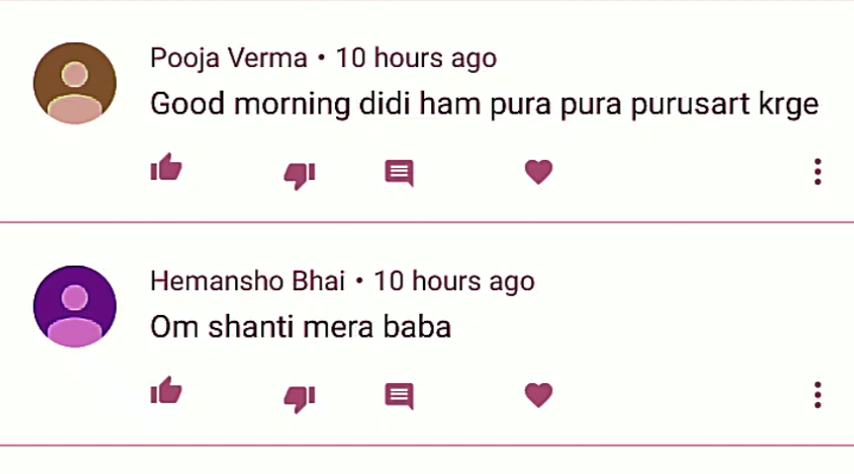 Pooja Verma • 10 hours ago
Good morning didi ham pura pura purusart krge
Hemansho Bhai • 10 hours ago
Om shanti mera baba